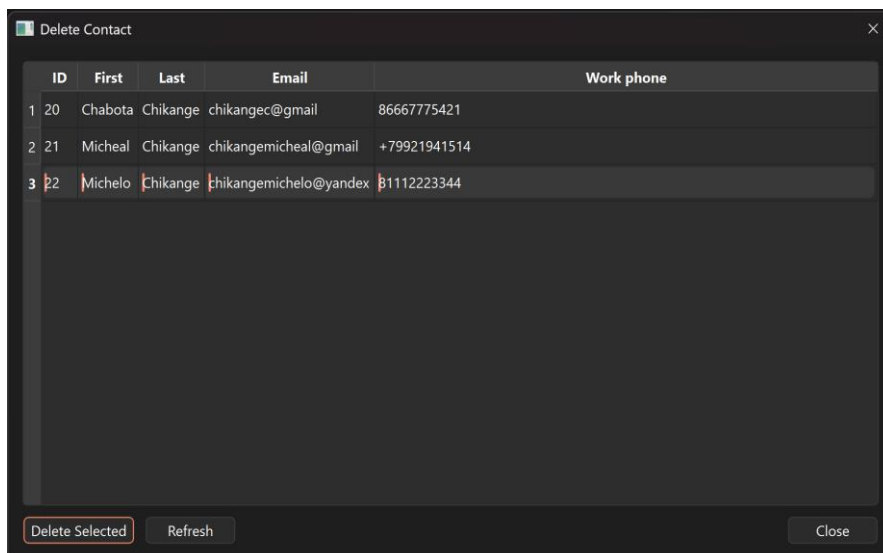 Delete Contact
ID First Last Email Work phone
1 20 Chabota Chikange chikangec@gmail 86667775421
2 21 Micheal Chikange chikangemicheal@gmail +79921941514
3 22 Michelo Chikange chikangemichelo@yandex 81112223344
Delete Selected Refresh Close